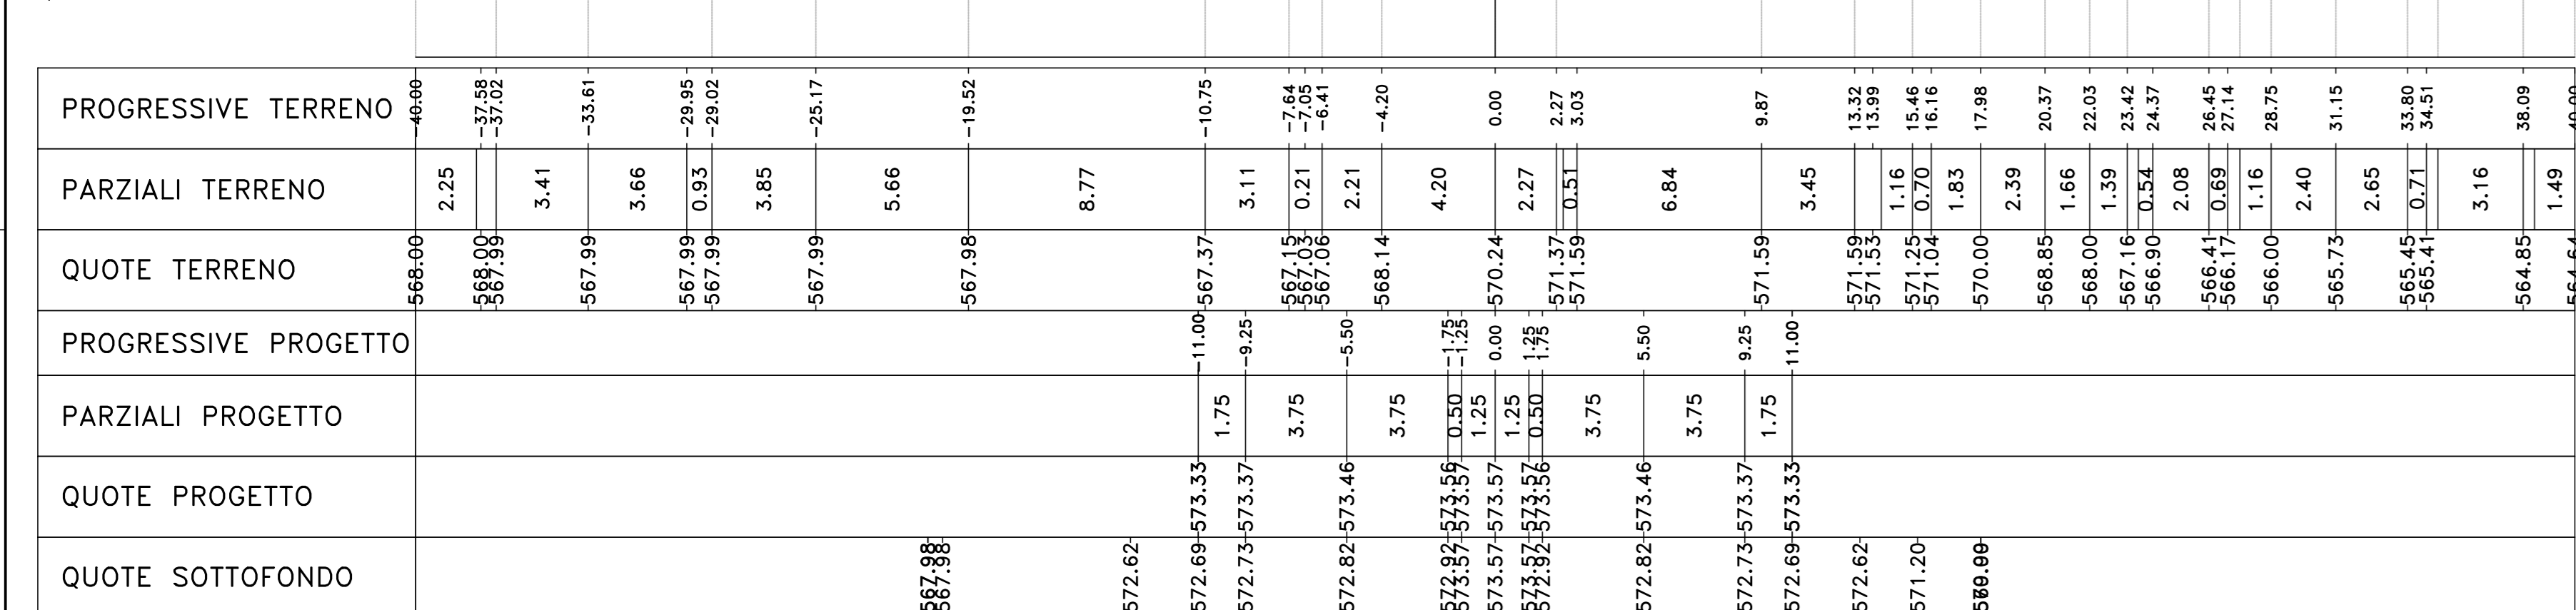 PROGRESSIVE TERRENO -40.00 -37.58 -37.02 -33.61 -29.95 -29.02 -25.17 -19.52 -10.75 -7.64 -7.05 -6.41 -4.20 0.00 2.27 3.03 9.87 13.32 13.99 15.46 16.16 17.98 20.37 22.03 23.42 24.37 26.45 27.14 28.75 31.15 33.80 34.51 38.09 40.00
PARZIALI TERRENO 2.25 3.41 3.66 0.93 3.85 5.66 8.77 3.11 0.21 2.21 4.20 2.27 0.51 6.84 3.45 1.16 0.70 1.83 2.39 1.66 1.39 0.54 2.08 0.69 1.16 2.40 2.65 0.71 3.16 1.49
QUOTE TERRENO 568.00 568.00 567.99 567.99 567.99 567.99 567.99 567.98 567.37 567.15 567.03 567.06 568.14 570.24 571.37 571.59 571.59 571.59 571.53 571.25 571.04 570.00 568.85 568.00 567.16 566.90 566.41 566.17 566.00 565.73 565.45 565.41 564.85 564.64
PROGRESSIVE PROGETTO -11.00 -9.25 -5.50 -1.75 -1.25 0.00 1.25 1.75 5.50 9.25 11.00
PARZIALI PROGETTO 1.75 3.75 3.75 0.50 1.25 1.25 0.50 3.75 3.75 1.75
QUOTE PROGETTO 573.33 573.37 573.46 573.56 573.57 573.57 573.57 573.56 573.46 573.37 573.33
QUOTE SOTTOFONDO 567.98 567.98 572.62 572.69 572.73 572.82 572.92 573.57 573.57 573.57 572.92 572.82 572.73 572.69 572.62 571.20